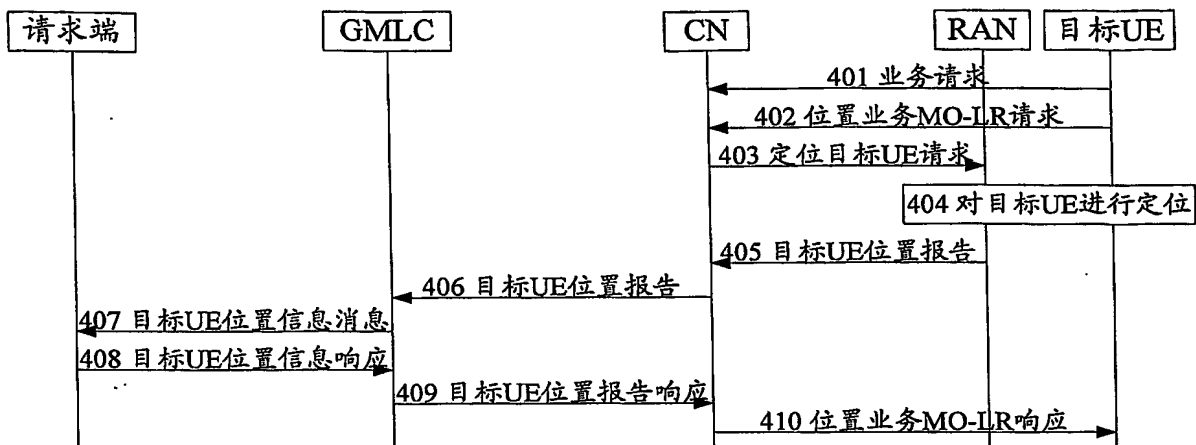 请求端
GMLC
CN
RAN
目标UE
401 业务请求
402 位置业务MO-LR请求
403 定位目标UE请求
404 对目标UE进行定位
405 目标UE位置报告
406 目标UE位置报告
407 目标UE位置信息消息
408 目标UE位置信息响应
409 目标UE位置报告响应
410 位置业务MO-LR响应